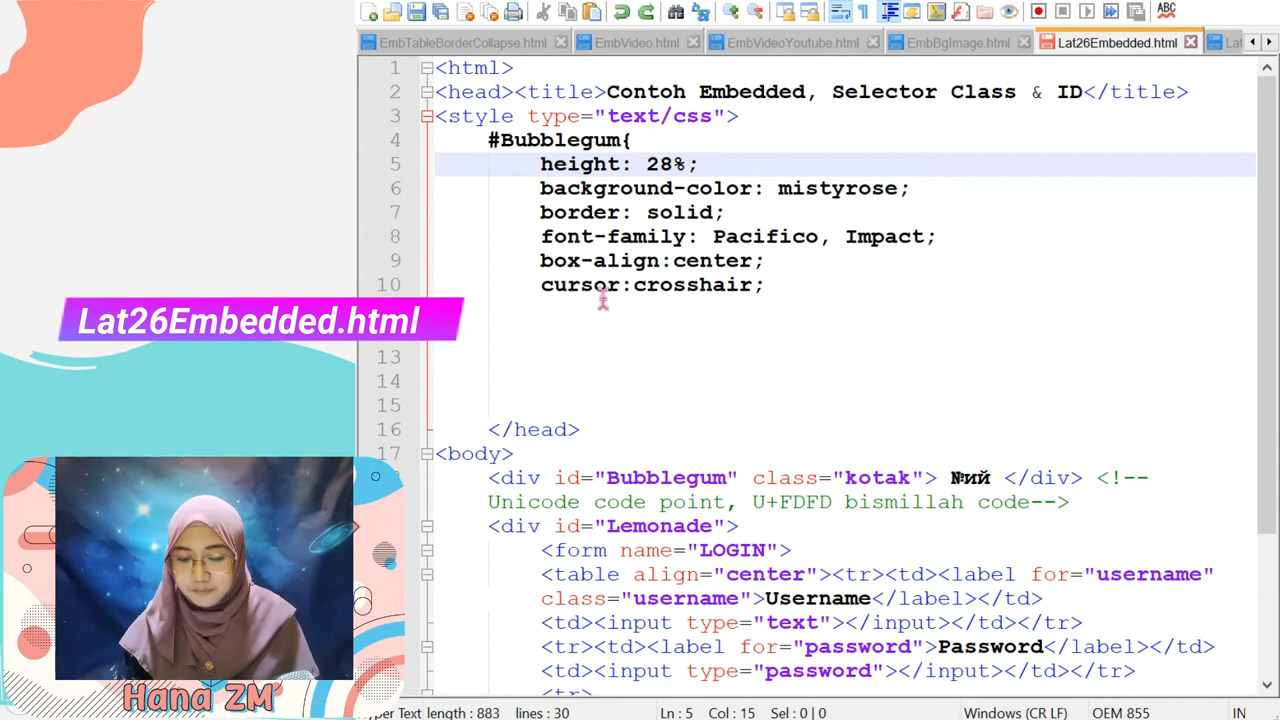 EmbTableBorderCollapse.html
EmbVideo.html
EmbVideoYoutube.html
EmbBgImage.html
Lat26Embedded.html
Lat
ABC
1 <html>
2 <head><title>Contoh Embedded, Selector Class & ID</title>
3 <style type="text/css">
4 #Bubblegum{
5 height: 28%;
6 background-color: mistyrose;
7 border: solid;
8 font-family: Pacifico, Impact;
9 box-align:center;
10 cursor:crosshair;
Lat26Embedded.html
13
14
15
16 </head>
17 <body>
<div id="Bubblegum" class="kotak"> №ий </div> <!--
Unicode code point, U+FDFD bismillah code-->
<div id="Lemonade">
<form name="LOGIN">
<table align="center"><tr><td><label for="username"
class="username">Username</label></td>
<td><input type="text"></input></td></tr>
<tr><td><label for="password">Password</label></td>
<td><input type="password"></input></td></tr>
<tr>
Hana ZM
yper Text length : 883 lines : 30 Ln : 5 Col : 15 Sel : 0 | 0 Windows (CR LF) OEM 855 IN